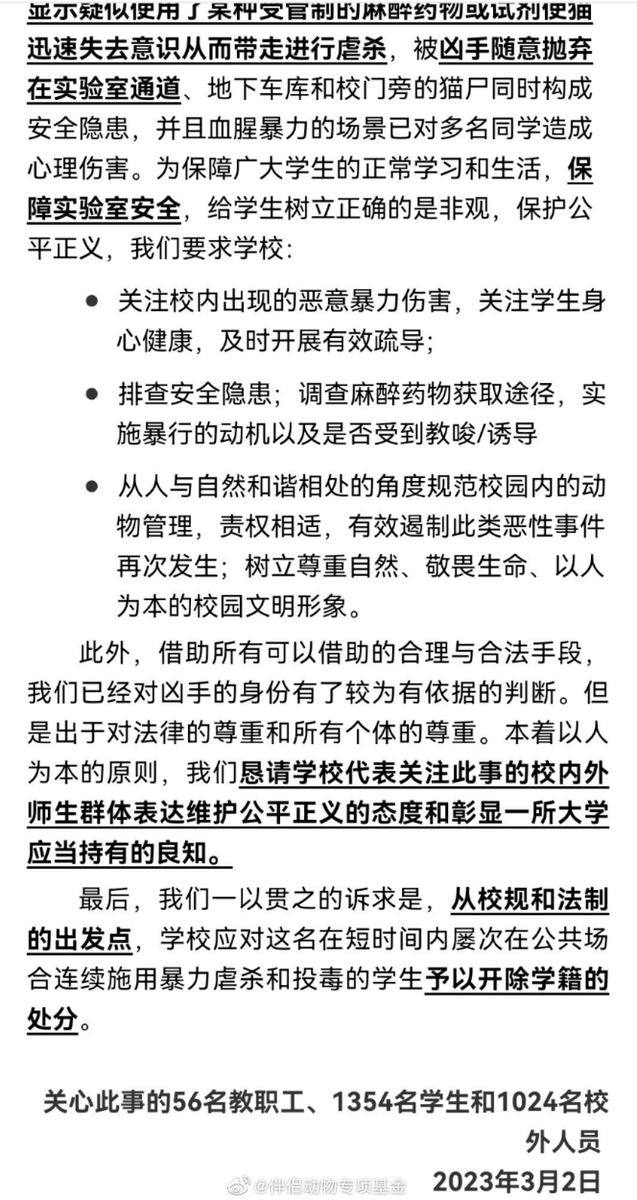 显示疑似使用了某种受管制的麻醉药物或试剂使猫
迅速失去意识从而带走进行虐杀，被凶手随意抛弃
在实验室通道、地下车库和校门旁的猫尸同时构成
安全隐患，并且血腥暴力的场景已对多名同学造成
心理伤害。为保障广大学生的正常学习和生活，保
障实验室安全，给学生树立正确的是非观，保护公
平正义，我们要求学校：
● 关注校内出现的恶意暴力伤害，关注学生身
心健康，及时开展有效疏导；
● 排查安全隐患；调查麻醉药物获取途径，实
施暴行的动机以及是否受到教唆/诱导
● 从人与自然和谐相处的角度规范校园内的动
物管理，责权相适，有效遏制此类恶性事件
再次发生；树立尊重自然、敬畏生命、以人
为本的校园文明形象。
此外，借助所有可以借助的合理与合法手段，
我们已经对凶手的身份有了较为有依据的判断。但
是出于对法律的尊重和所有个体的尊重。本着以人
为本的原则，我们恳请学校代表关注此事的校内外
师生群体表达维护公平正义的态度和彰显一所大学
应当持有的良知。
最后，我们一以贯之的诉求是，从校规和法制
的出发点，学校应对这名在短时间内屡次在公共场
合连续施用暴力虐杀和投毒的学生予以开除学籍的
处分。
关心此事的56名教职工、1354名学生和1024名校
外人员
@伴侣动物专项基金
2023年3月2日